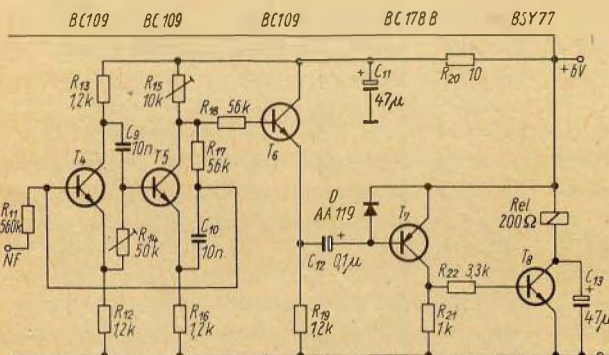 BC109 BC109 BC109 BC178B BSY77
+6V
R20 10
C11
47µ
R13
1,2k
R15
10k
R18 56k
C9
10n
T4
T5
T6
R17
56k
R11
560k
NF
R14
50k
C10
10n
D
AA119
T7
C12 0,1µ
Rel
200Ω
R22 3,3k
T8
C13
47µ
R12
1,2k
R16
1,2k
R19
1,2k
R21
1k